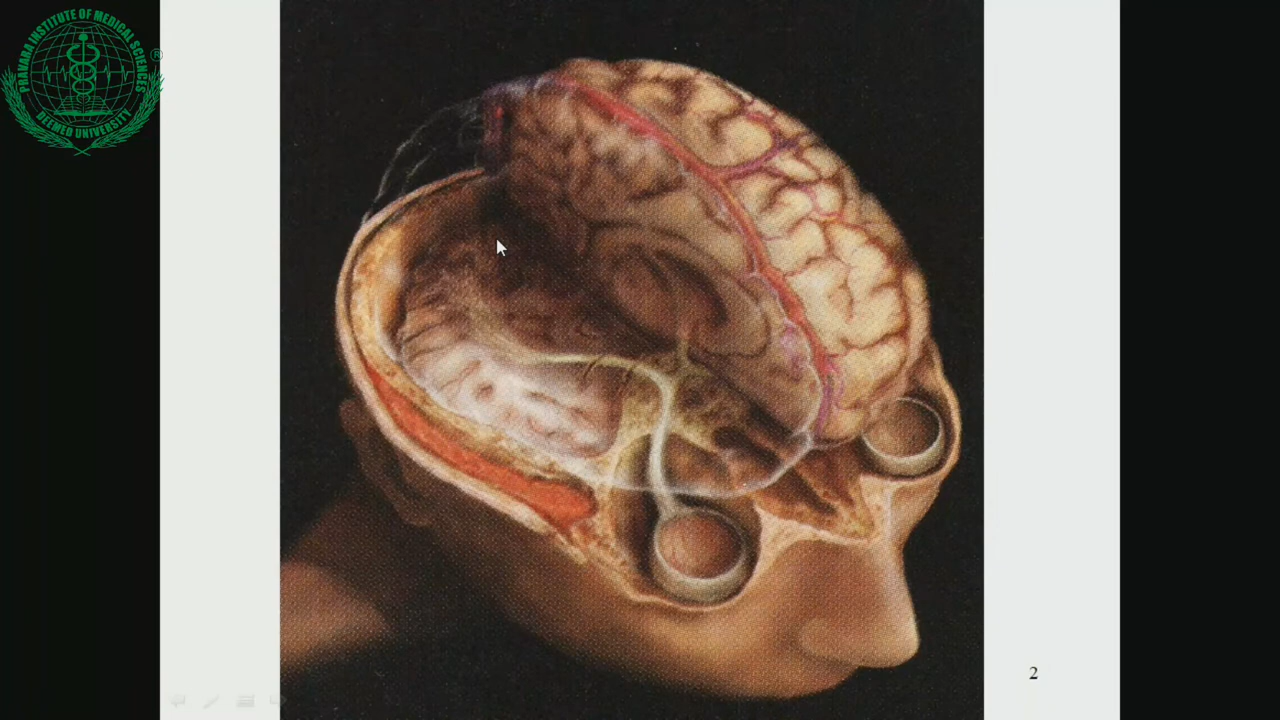 PRAVARA INSTITUTE OF MEDICAL SCIENCES
®
DEEMED UNIVERSITY
2